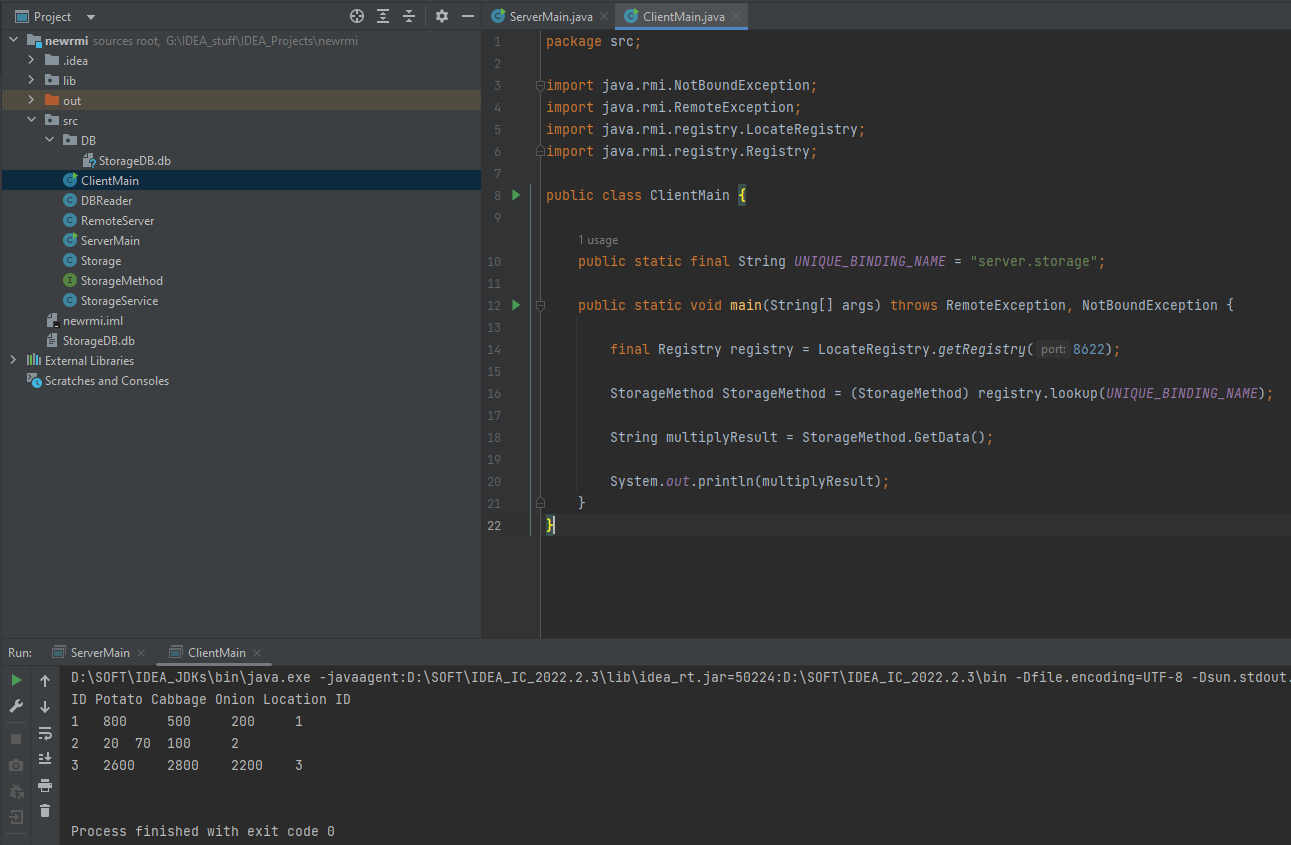 Project
ServerMain.java
ClientMain.java
newrmi sources root, G:\IDEA_stuff\IDEA_Projects\newrmi
.idea
lib
out
src
DB
StorageDB.db
ClientMain
DBReader
RemoteServer
ServerMain
Storage
StorageMethod
StorageService
newrmi.iml
StorageDB.db
External Libraries
Scratches and Consoles
1 package src;
2
3 import java.rmi.NotBoundException;
4 import java.rmi.RemoteException;
5 import java.rmi.registry.LocateRegistry;
6 import java.rmi.registry.Registry;
7
8 public class ClientMain {
9
1 usage
10 public static final String UNIQUE_BINDING_NAME = "server.storage";
11
12 public static void main(String[] args) throws RemoteException, NotBoundException {
13
14 final Registry registry = LocateRegistry.getRegistry( port: 8622);
15
16 StorageMethod StorageMethod = (StorageMethod) registry.lookup(UNIQUE_BINDING_NAME);
17
18 String multiplyResult = StorageMethod.GetData();
19
20 System.out.println(multiplyResult);
21 }
22 }
Run: ServerMain ClientMain
D:\SOFT\IDEA_JDKs\bin\java.exe -javaagent:D:\SOFT\IDEA_IC_2022.2.3\lib\idea_rt.jar=50224:D:\SOFT\IDEA_IC_2022.2.3\bin -Dfile.encoding=UTF-8 -Dsun.stdout.
ID Potato Cabbage Onion Location ID
1 800 500 200 1
2 20 70 100 2
3 2600 2800 2200 3
Process finished with exit code 0